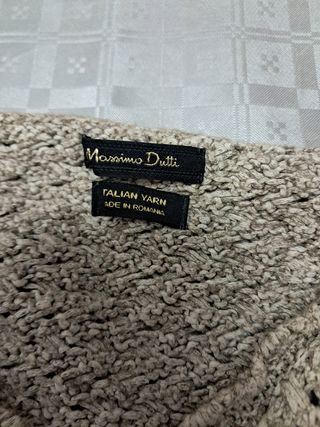 Massimo Dutti
TALIAN YARN
ADE IN ROMANIA